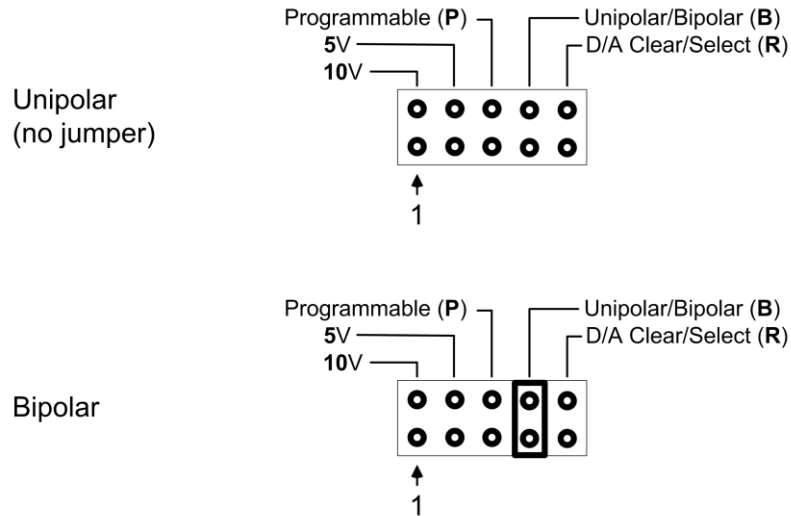 Programmable (P)
Unipolar/Bipolar (B)
5V
D/A Clear/Select (R)
10V
Unipolar
(no jumper)
1
Programmable (P)
Unipolar/Bipolar (B)
5V
D/A Clear/Select (R)
10V
Bipolar
1